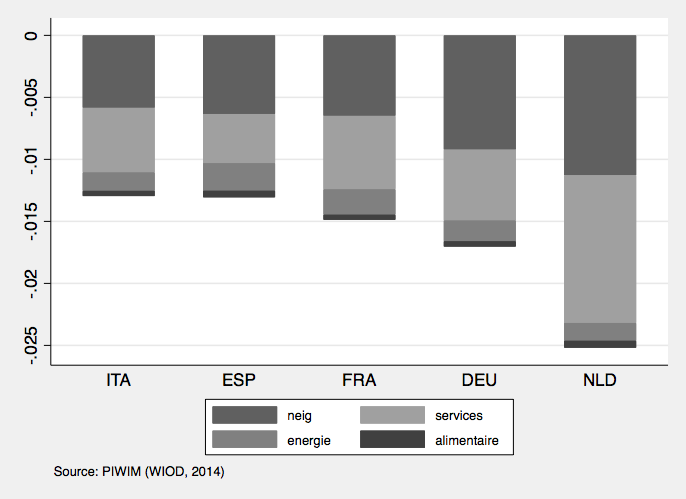 0
-.005
-.01
-.015
-.02
-.025
ITA ESP FRA DEU NLD
neig services
energie alimentaire
Source: PIWIM (WIOD, 2014)